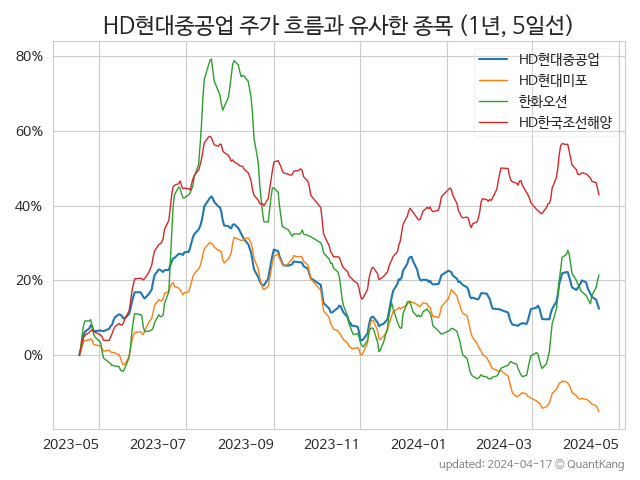 HD현대중공업 주가 흐름과 유사한 종목 (1년, 5일선)
80%
60%
40%
20%
0%
HD현대중공업
HD현대미포
한화오션
HD한국조선해양
2023-05 2023-07 2023-09 2023-11 2024-01 2024-03 2024-05
updated: 2024-04-17 © QuantKang